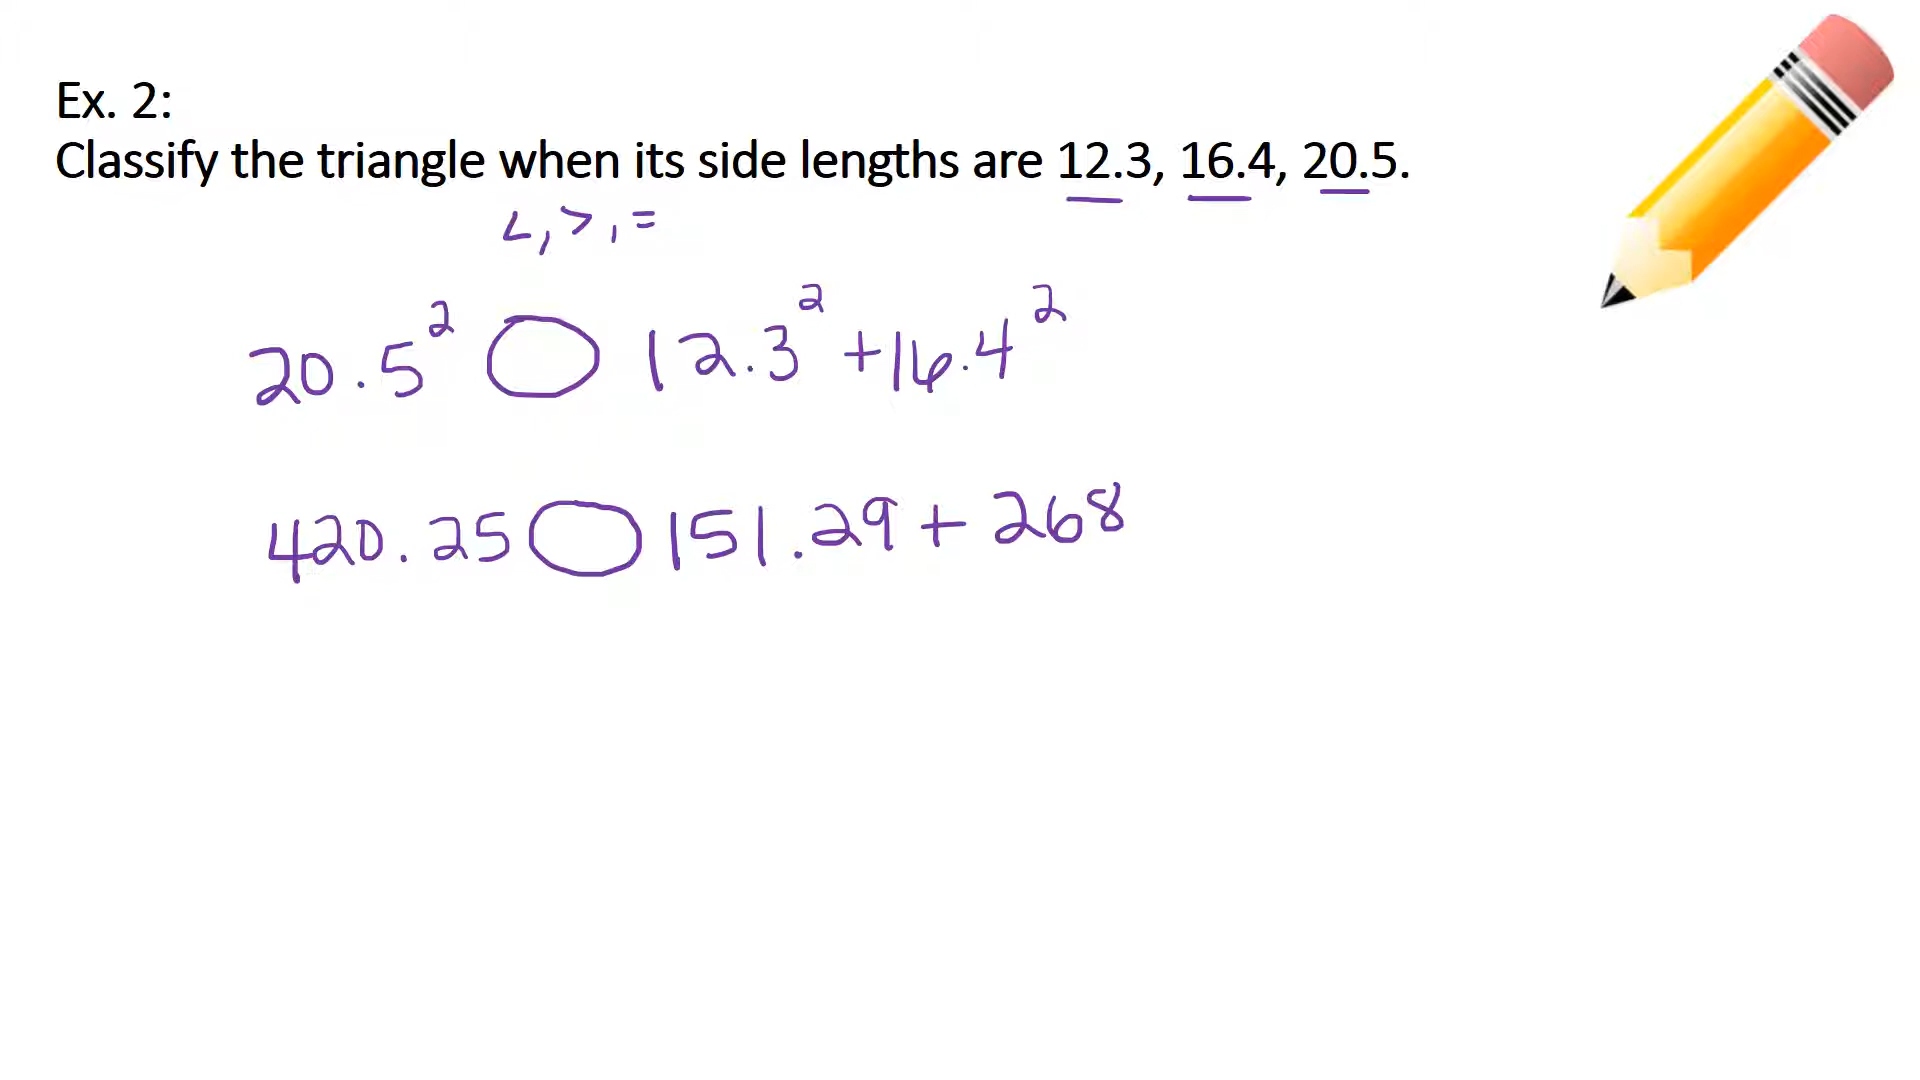 Ex. 2:
Classify the triangle when its side lengths are 12.3, 16.4, 20.5.
<, >, =
20.5² ◯ 12.3² + 16.4²
420.25 ◯ 151.29 + 268